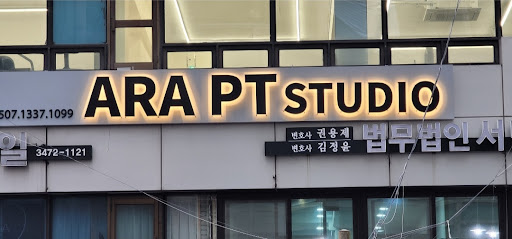 507.1337.1099 ARA PT STUDIO
일 3472-1121
변호사 권용재
변호사 김정윤
법무법인 서